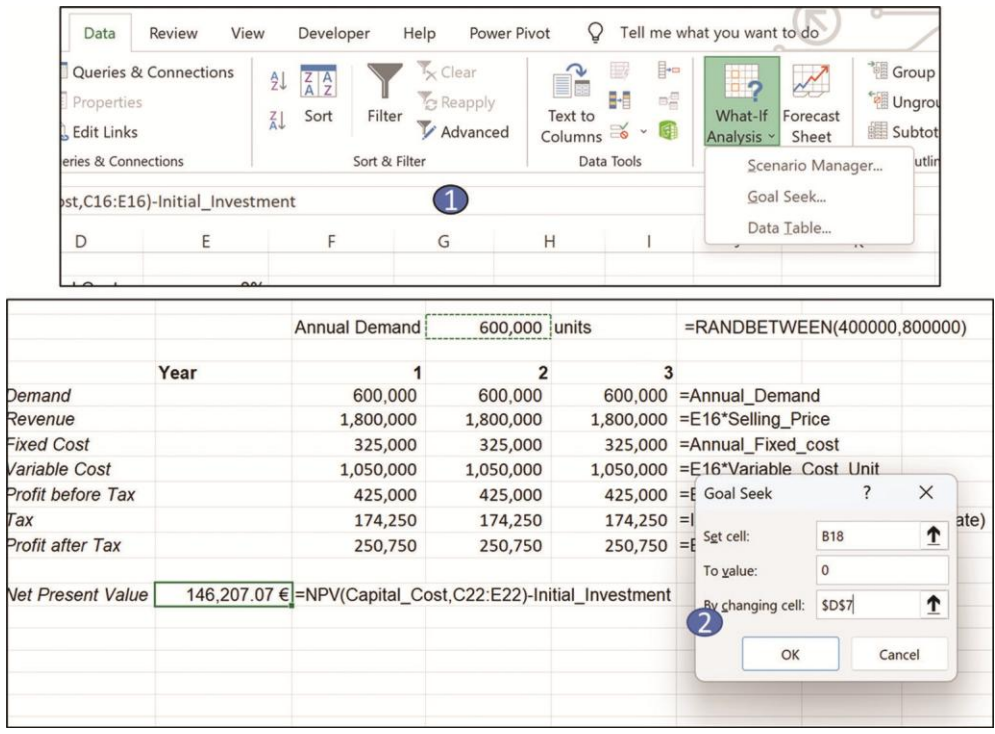 Data Review View Developer Help Power Pivot Tell me what you want to do
Queries & Connections
Properties
Edit Links
eries & Connections
Sort
Filter
Clear
Reapply
Advanced
Sort & Filter
Text to Columns
Data Tools
What-If Analysis
Forecast Sheet
Group
Ungrou
Subtot
utlin
Scenario Manager...
Goal Seek...
Data Table...
ost,C16:E16)-Initial_Investment
1
D E F G H I
Annual Demand 600,000 units =RANDBETWEEN(400000,800000)
Year 1 2 3
Demand 600,000 600,000 600,000 =Annual_Demand
Revenue 1,800,000 1,800,000 1,800,000 =E16*Selling_Price
Fixed Cost 325,000 325,000 325,000 =Annual_Fixed_cost
Variable Cost 1,050,000 1,050,000 1,050,000 =E16*Variable_Cost_Unit
Profit before Tax 425,000 425,000 425,000 =E
Tax 174,250 174,250 174,250 =I ate)
Profit after Tax 250,750 250,750 250,750 =E
Net Present Value 146,207.07 € =NPV(Capital_Cost,C22:E22)-Initial_Investment
Goal Seek ? X
Set cell: B18
To value: 0
By changing cell: $D$7
2
OK Cancel